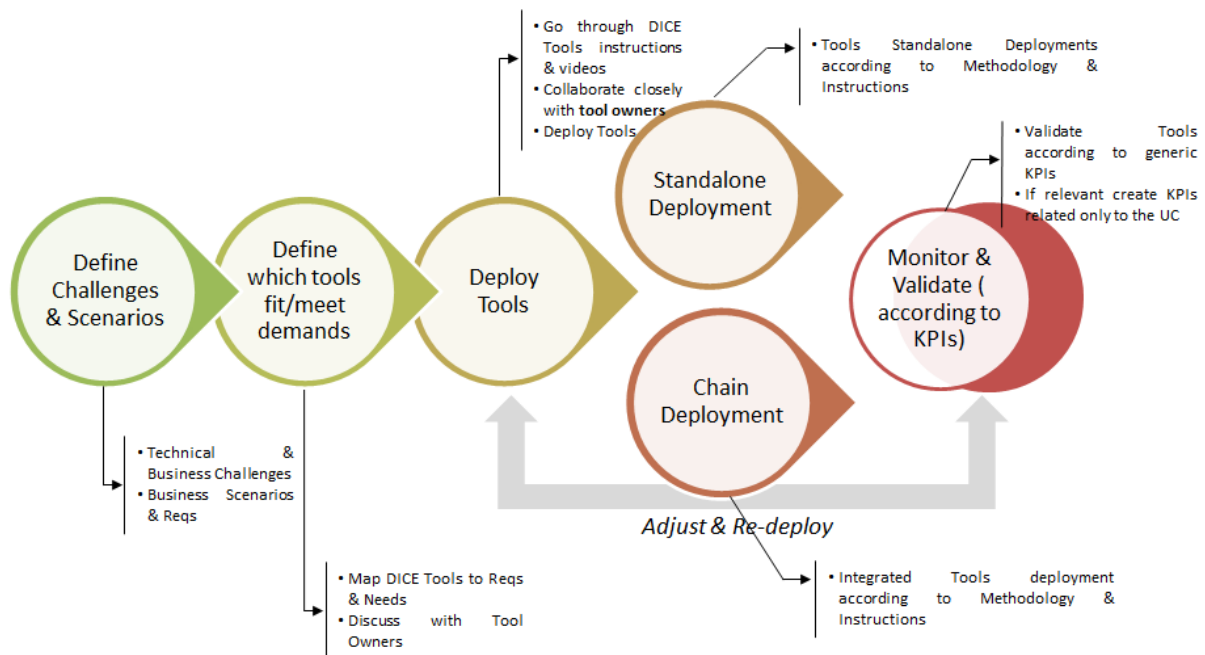 • Go through DICE
Tools instructions
& videos
• Collaborate closely
with tool owners
• Deploy Tools
• Tools Standalone Deployments
according to Methodology &
Instructions
• Validate Tools
according to generic
KPIs
• If relevant create KPIs
related only to the UC
Define
Challenges
& Scenarios
Define
which tools
fit/meet
demands
Deploy
Tools
Standalone
Deployment
Chain
Deployment
Monitor &
Validate (
according to
KPIs)
• Technical &
Business Challenges
• Business Scenarios
& Reqs
Adjust & Re-deploy
• Map DICE Tools to Reqs
& Needs
• Discuss with Tool
Owners
• Integrated Tools deployment
according to Methodology &
Instructions